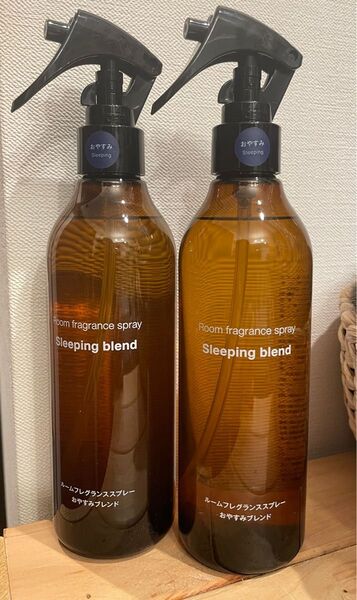 おやすみ
Sleeping
Room fragrance spray
Sleeping blend
ルームフレグランススプレー
おやすみブレンド
おやすみ
Sleeping
Room fragrance spray
Sleeping blend
ルームフレグランススプレー
おやすみブレンド